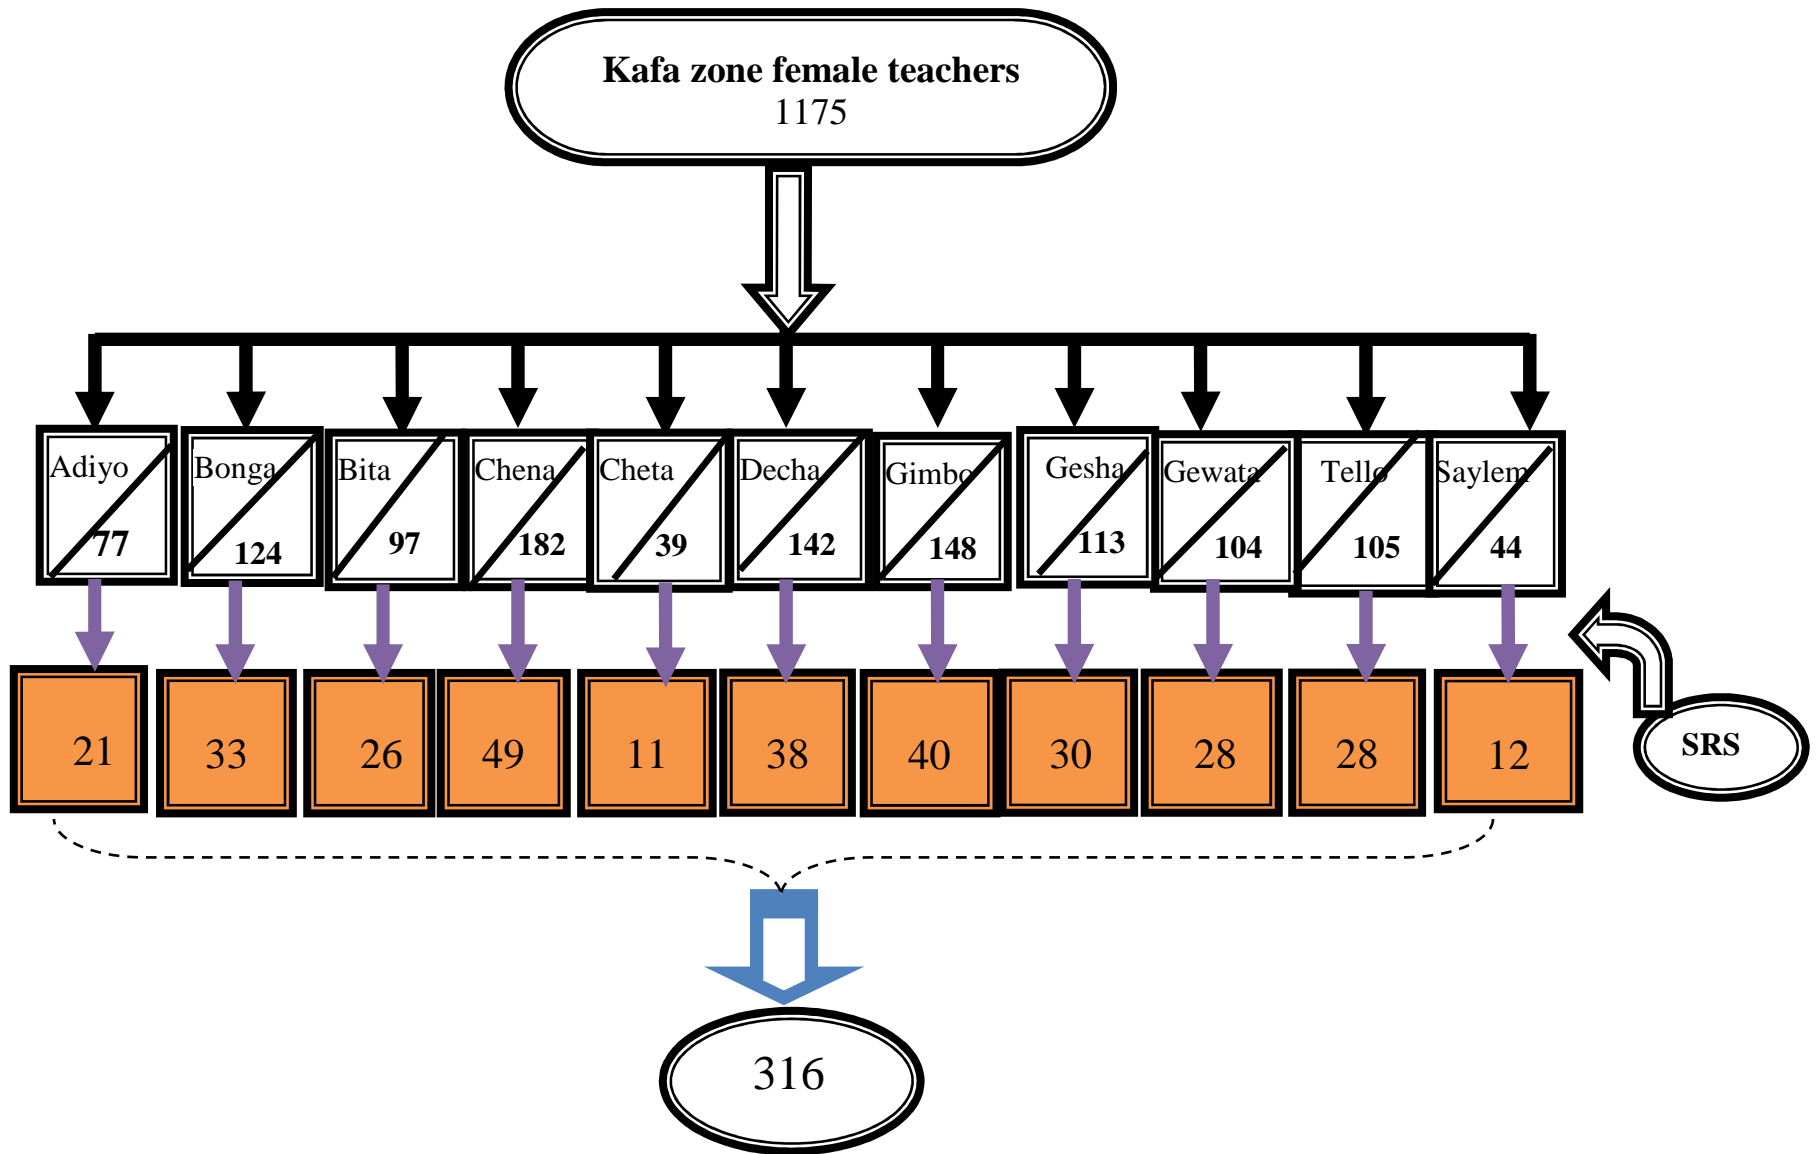 Kafa zone female teachers
1175
Adiyo
77
Bonga
124
Bita
97
Chena
182
Cheta
39
Decha
142
Gimbo
148
Gesha
113
Gewata
104
Tello
105
Saylem
44
21
33
26
49
11
38
40
30
28
28
12
SRS
316